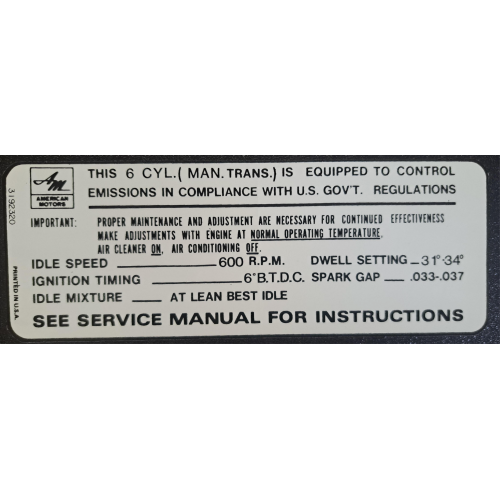 AM
AMERICAN
MOTORS
3192320
PRINTED IN U.S.A.
THIS 6 CYL.(MAN. TRANS.) IS EQUIPPED TO CONTROL
EMISSIONS IN COMPLIANCE WITH U.S. GOV'T. REGULATIONS
IMPORTANT: PROPER MAINTENANCE AND ADJUSTMENT ARE NECESSARY FOR CONTINUED EFFECTIVENESS
MAKE ADJUSTMENTS WITH ENGINE AT NORMAL OPERATING TEMPERATURE,
AIR CLEANER ON, AIR CONDITIONING OFF.
IDLE SPEED 600 R.P.M. DWELL SETTING 31°-34°
IGNITION TIMING 6° B.T.D.C. SPARK GAP .033-.037
IDLE MIXTURE AT LEAN BEST IDLE
SEE SERVICE MANUAL FOR INSTRUCTIONS